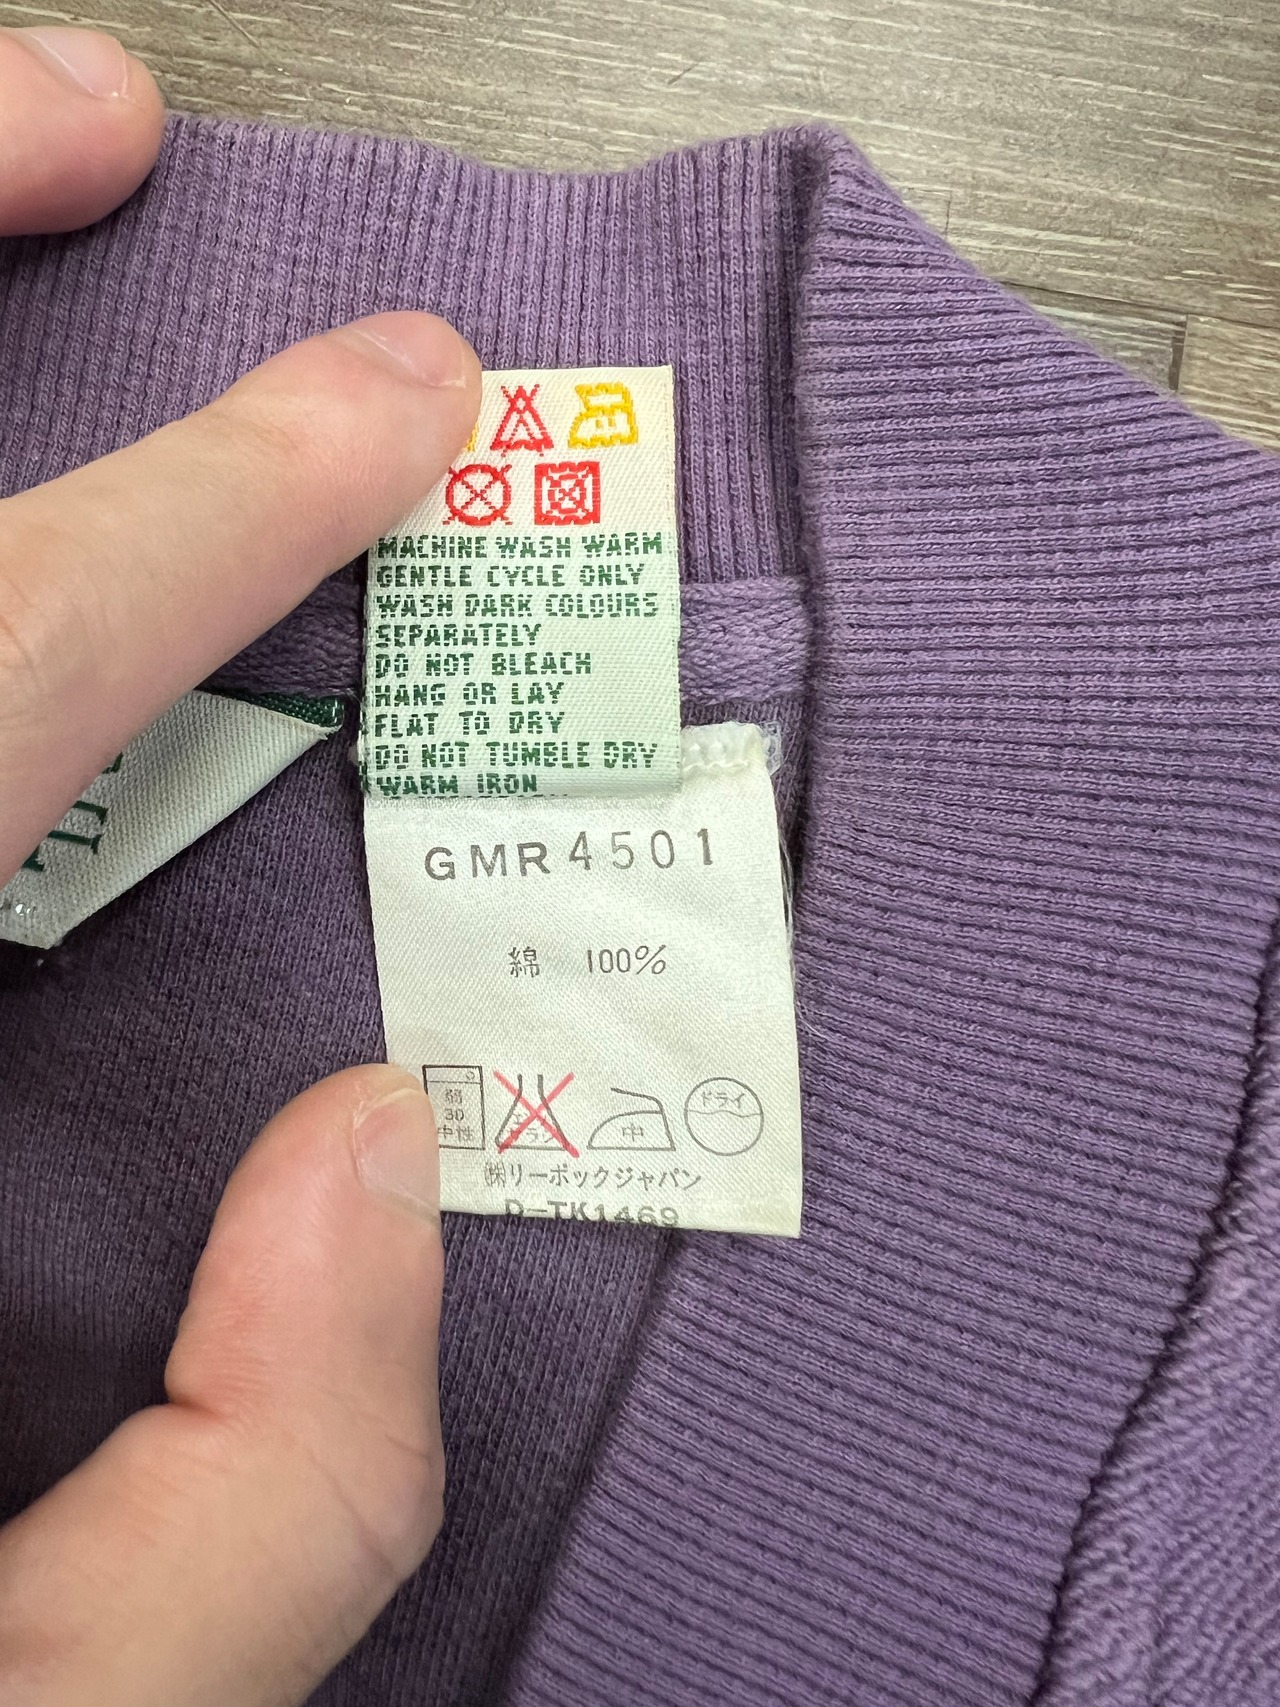 MACHINE WASH WARM
GENTLE CYCLE ONLY
WASH DARK COLOURS
SEPARATELY
DO NOT BLEACH
HANG OR LAY
FLAT TO DRY
DO NOT TUMBLE DRY
WARM IRON
GMR4501
綿 100%
弱
30
中性
中
ドライ
㈱リーボックジャパン
D-TK1469